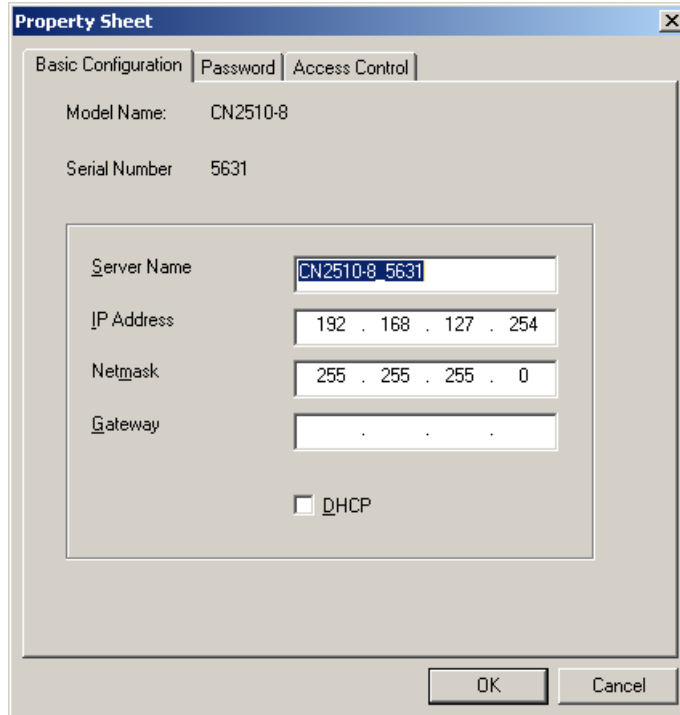 Property Sheet
Basic Configuration Password Access Control
Model Name: CN2510-8
Serial Number 5631
Server Name CN2510-8_5631
IP Address 192 . 168 . 127 . 254
Netmask 255 . 255 . 255 . 0
Gateway . . .
DHCP
OK Cancel